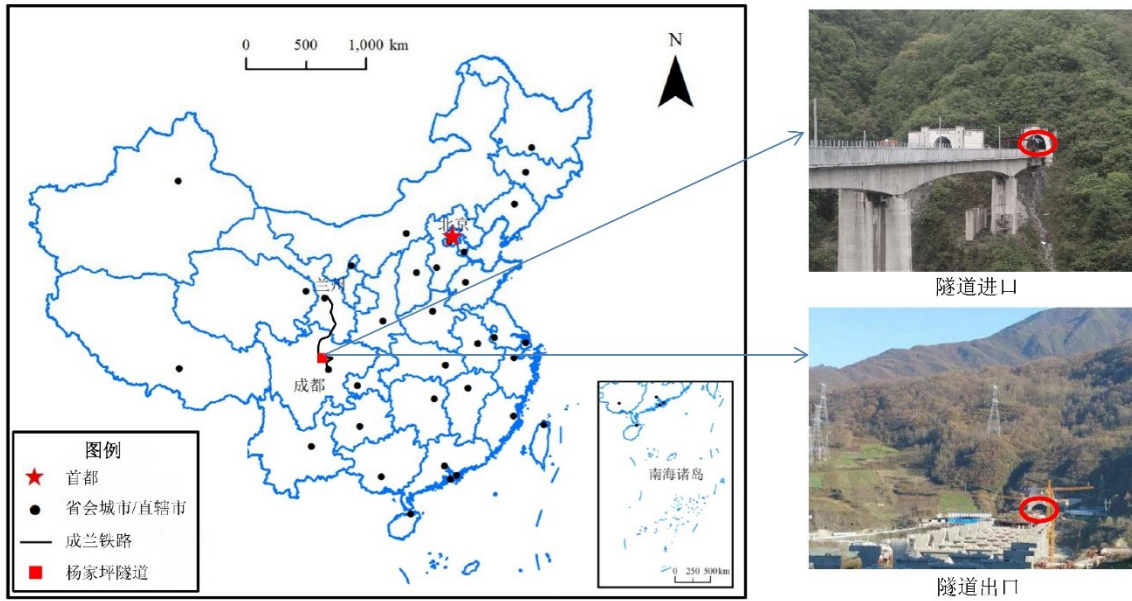 0 500 1,000 km
N
北京
兰州
成都
图例
首都
省会城市/直辖市
成兰铁路
杨家坪隧道
南海诸岛
0 250 500km
隧道进口
隧道出口